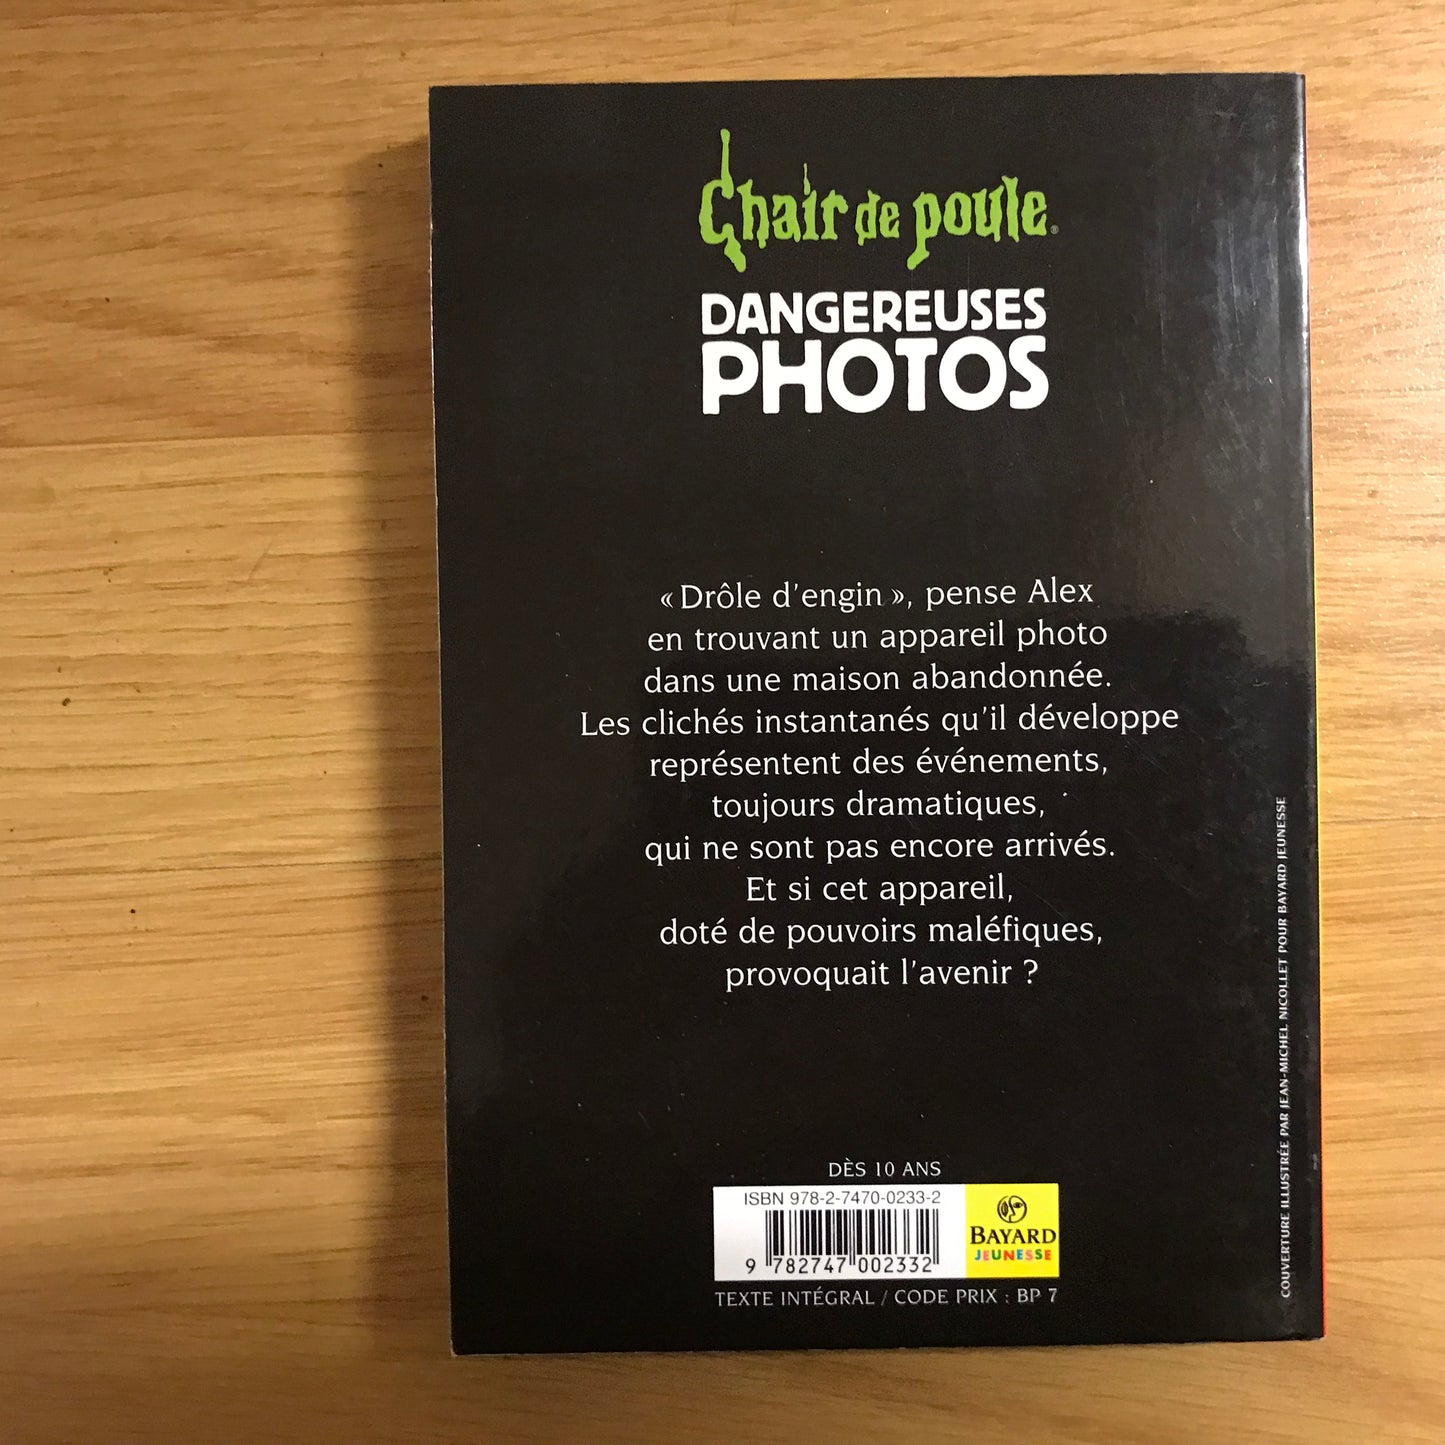 Chair de poule®
DANGEREUSES
PHOTOS
« Drôle d'engin », pense Alex
en trouvant un appareil photo
dans une maison abandonnée.
Les clichés instantanés qu'il développe
représentent des événements,
toujours dramatiques,
qui ne sont pas encore arrivés.
Et si cet appareil,
doté de pouvoirs maléfiques,
provoquait l'avenir ?
DÈS 10 ANS
ISBN 978-2-7470-0233-2
9 782747 002332
BAYARD
JEUNESSE
TEXTE INTÉGRAL / CODE PRIX : BP 7
COUVERTURE ILLUSTRÉE PAR JEAN-MICHEL NICOLLET POUR BAYARD JEUNESSE